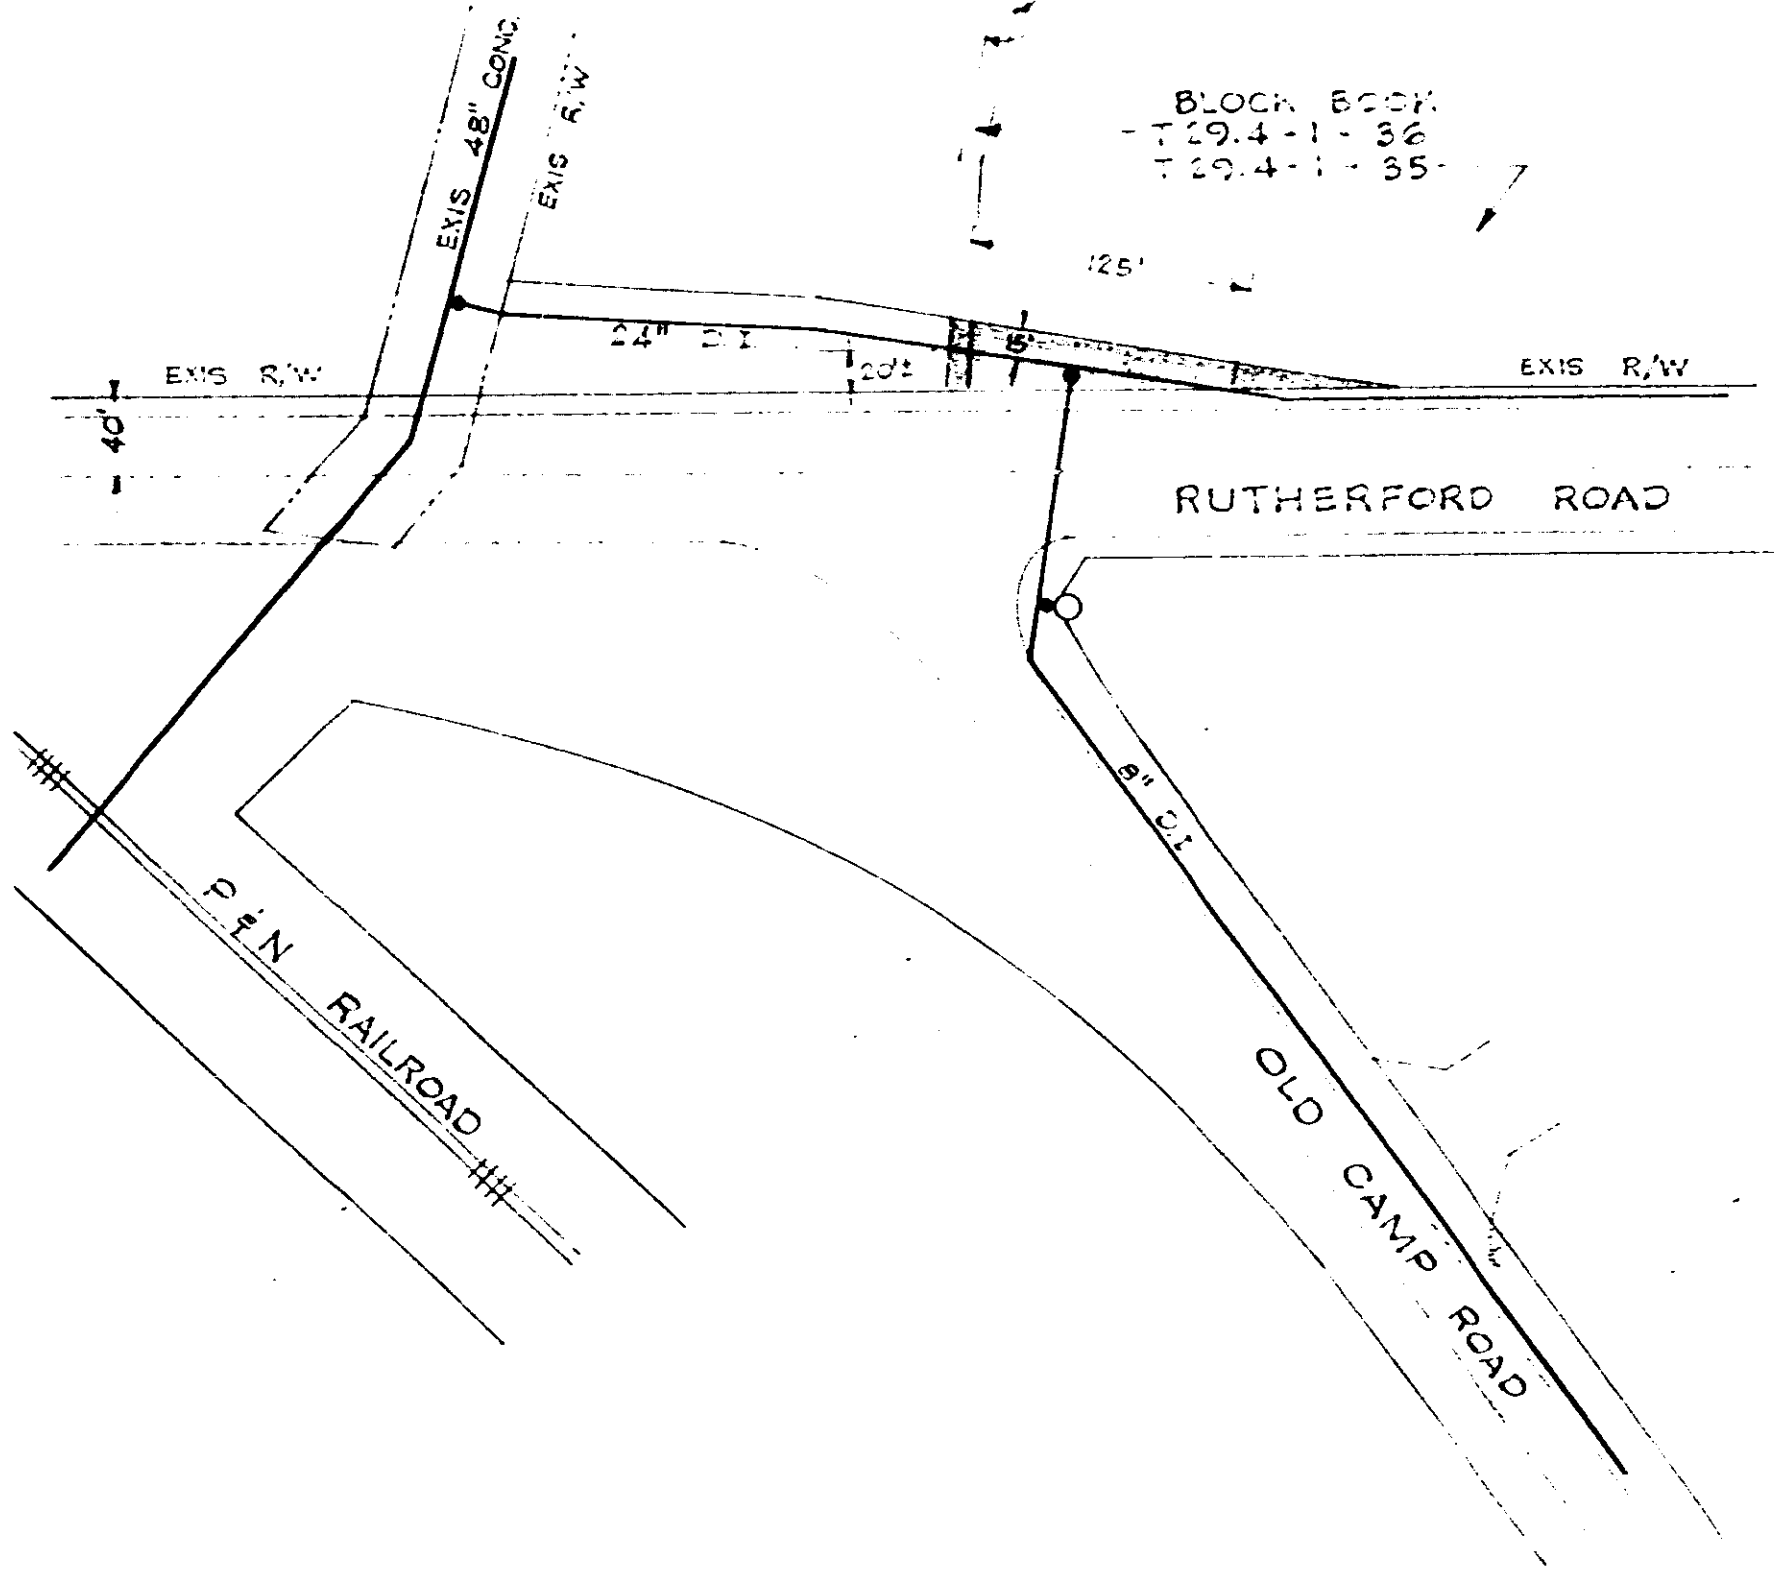 EXIS 48" CONC.
EXIS R/W
BLOCK BOOK
T29.4-1-36
T29.4-1-35
125'
24" D.I.
15'
20'±
EXIS R/W
EXIS R/W
40'
RUTHERFORD ROAD
8" D.I.
P & N RAILROAD
OLD CAMP ROAD